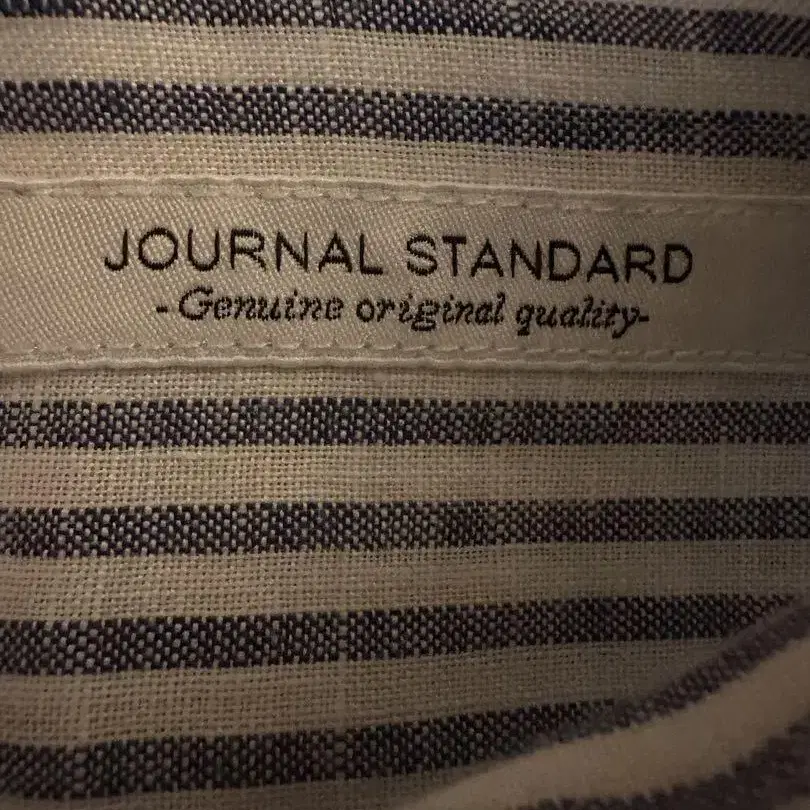 JOURNAL STANDARD
-Genuine original quality-